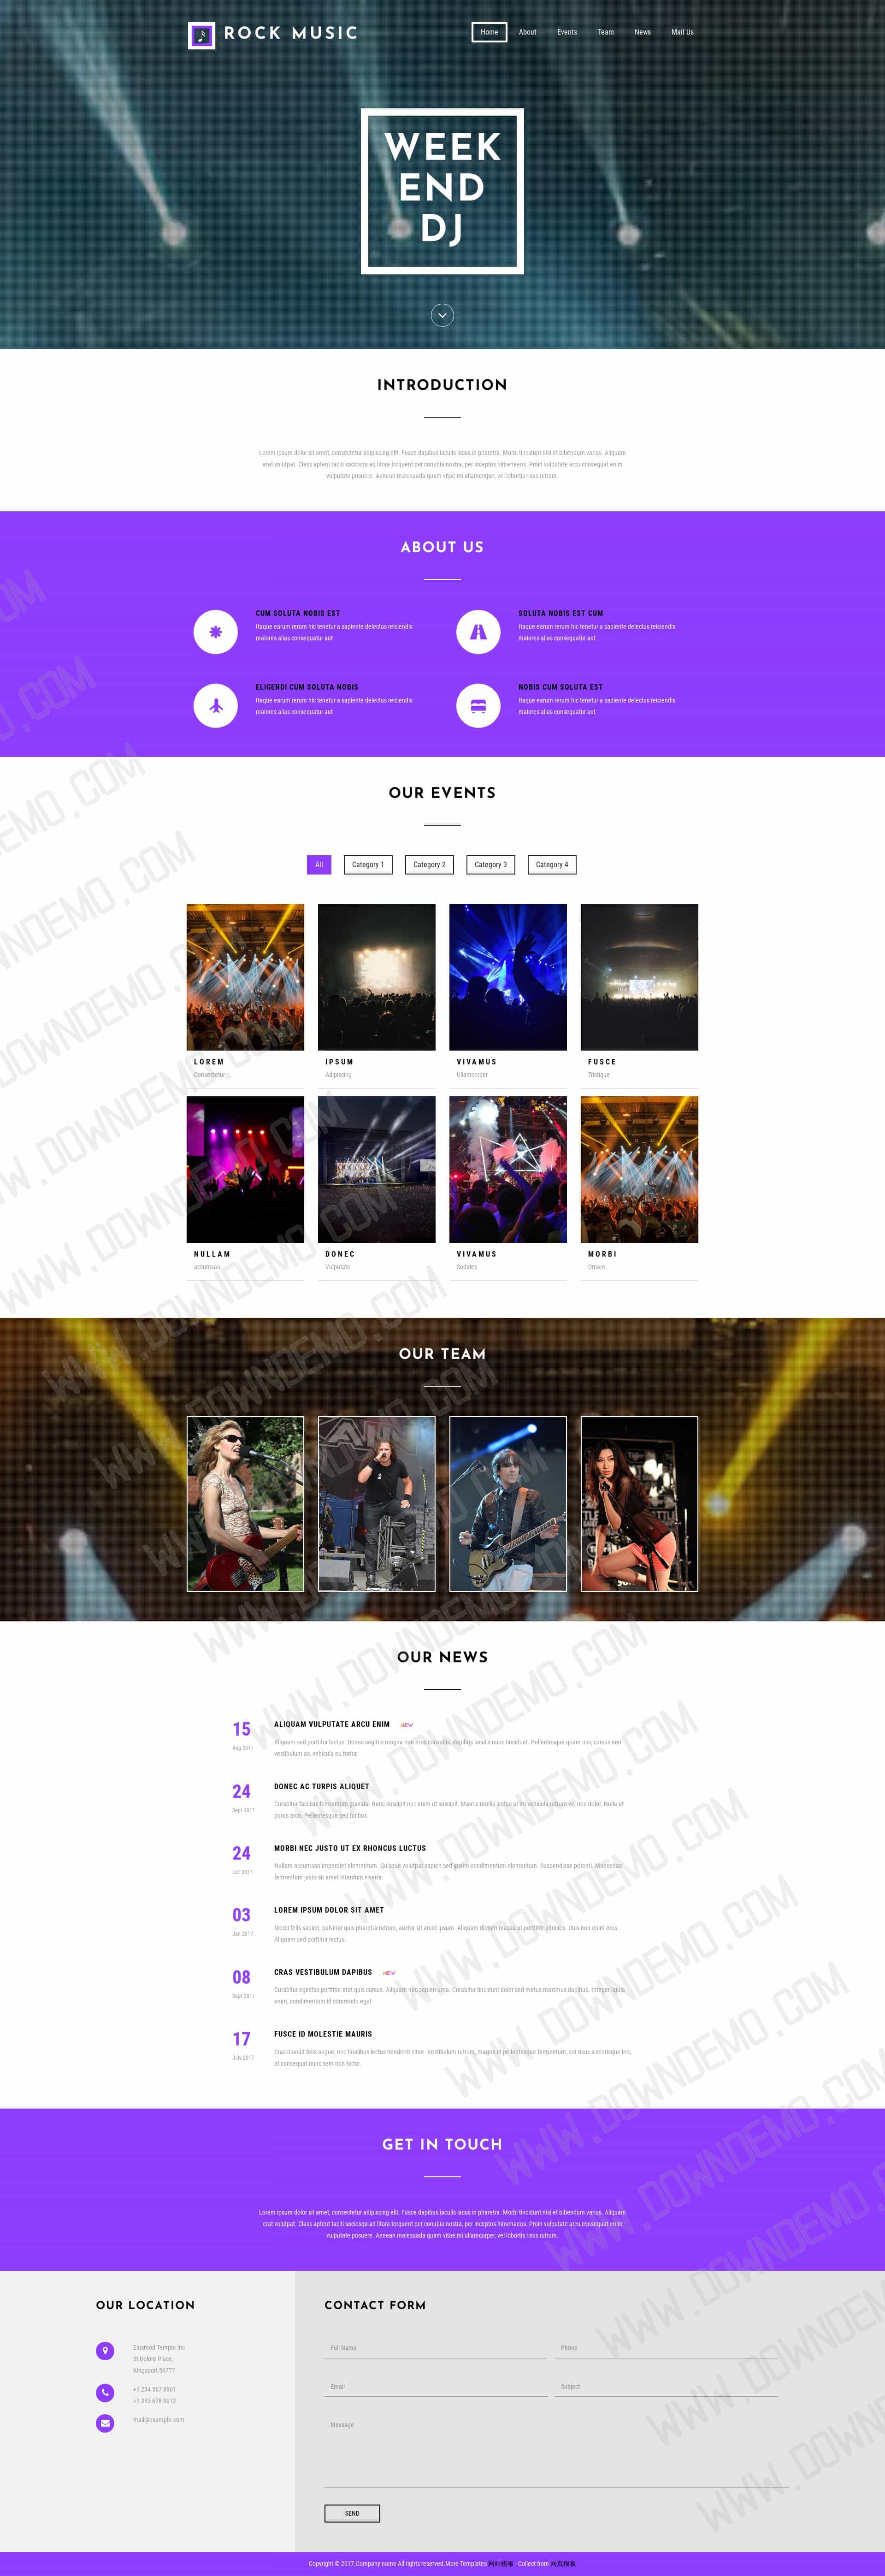 ROCK MUSIC
Home About Events Team News Mail Us
WEEK
END
DJ
INTRODUCTION
Lorem ipsum dolor sit amet, consectetur adipiscing elit. Fusce dapibus iaculis lacus in pharetra. Morbi tincidunt nisi et bibendum varius. Aliquam
erat volutpat. Class aptent taciti sociosqu ad litora torquent per conubia nostra, per inceptos himenaeos. Proin vulputate arcu consequat enim
vulputate posuere. Aenean malesuada quam vitae mi ullamcorper, vel lobortis risus rutrum.
ABOUT US
CUM SOLUTA NOBIS EST
Itaque earum rerum hic tenetur a sapiente delectus reiciendis
maiores alias consequatur aut
SOLUTA NOBIS EST CUM
Itaque earum rerum hic tenetur a sapiente delectus reiciendis
maiores alias consequatur aut
ELIGENDI CUM SOLUTA NOBIS
Itaque earum rerum hic tenetur a sapiente delectus reiciendis
maiores alias consequatur aut
NOBIS CUM SOLUTA EST
Itaque earum rerum hic tenetur a sapiente delectus reiciendis
maiores alias consequatur aut
OUR EVENTS
All Category 1 Category 2 Category 3 Category 4
LOREM
Consectetur
IPSUM
Adipiscing
VIVAMUS
Ullamcorper
FUSCE
Tristique
NULLAM
accumsan
DONEC
Vulputate
VIVAMUS
Sodales
MORBI
Ornare
OUR TEAM
OUR NEWS
15
Aug 2017
ALIQUAM VULPUTATE ARCU ENIM NEW
Aliquam sed porttitor lectus. Donec sagittis magna non eros convallis, dapibus iaculis nunc tincidunt. Pellentesque quam nisi, cursus non
vestibulum ac, vehicula eu tortor.
24
Sept 2017
DONEC AC TURPIS ALIQUET
Curabitur facilisis fermentum gravida. Nunc suscipit nec enim ut suscipit. Mauris mollis lectus at mi vehicula rutrum vel non dolor. Nulla ut
purus arcu. Pellentesque sed finibus
24
Oct 2017
MORBI NEC JUSTO UT EX RHONCUS LUCTUS
Nullam accumsan imperdiet elementum. Quisque volutpat sapien sed ipsum condimentum elementum. Suspendisse potenti. Maecenas
fermentum justo sit amet interdum viverra.
03
Jan 2017
LOREM IPSUM DOLOR SIT AMET
Morbi felis sapien, pulvinar quis pharetra rutrum, auctor sit amet ipsum. Aliquam dictum massa ut porttitor ultricies. Duis non enim eros.
Aliquam sed porttitor lectus.
08
Sept 2017
CRAS VESTIBULUM DAPIBUS NEW
Curabitur egestas porttitor erat quis cursus. Aliquam nec sapien urna. Curabitur tincidunt dolor sed metus maximus dapibus. Integer ligula
enim, condimentum id commodo eget
17
July 2017
FUSCE ID MOLESTIE MAURIS
Cras blandit felis augue, nec faucibus lectus hendrerit vitae. Vestibulum rutrum, magna id pellentesque fermentum, est risus scelerisque leo,
at consequat nunc sem non tortor.
GET IN TOUCH
Lorem ipsum dolor sit amet, consectetur adipiscing elit. Fusce dapibus iaculis lacus in pharetra. Morbi tincidunt nisi et bibendum varius. Aliquam
erat volutpat. Class aptent taciti sociosqu ad litora torquent per conubia nostra, per inceptos himenaeos. Proin vulputate arcu consequat enim
vulputate posuere. Aenean malesuada quam vitae mi ullamcorper, vel lobortis risus rutrum.
OUR LOCATION
Eiusmod Tempor inc
St Dolore Place,
Kingsport 56777.
+1 234 567 8901
+1 345 678 9012
mail@example.com
CONTACT FORM
Full Name Phone
Email Subject
Message
SEND
Copyright © 2017.Company name All rights reserved.More Templates 网站模板 - Collect from 网页模板
WWW.DOWNDEMO.COM